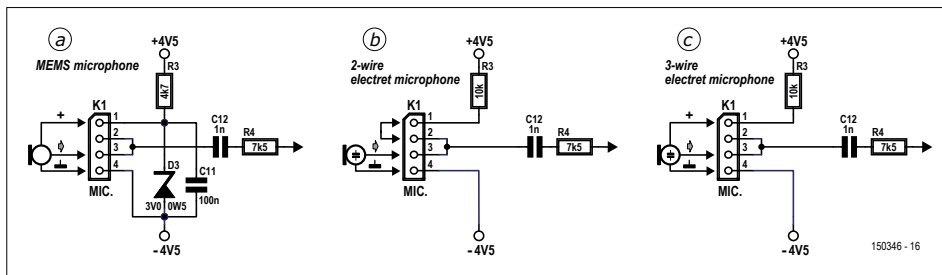 a
MEMS microphone
+4V5
R3
4k7
K1
+
1
2
3
4
MIC.
C12
1n
R4
7k5
D3
C11
3V0 0W5
100n
- 4V5
b
2-wire
electret microphone
+4V5
R3
10k
K1
1
2
3
4
MIC.
C12
1n
R4
7k5
- 4V5
c
3-wire
electret microphone
+4V5
R3
10k
K1
+
1
2
3
4
MIC.
C12
1n
R4
7k5
- 4V5
150346 - 16